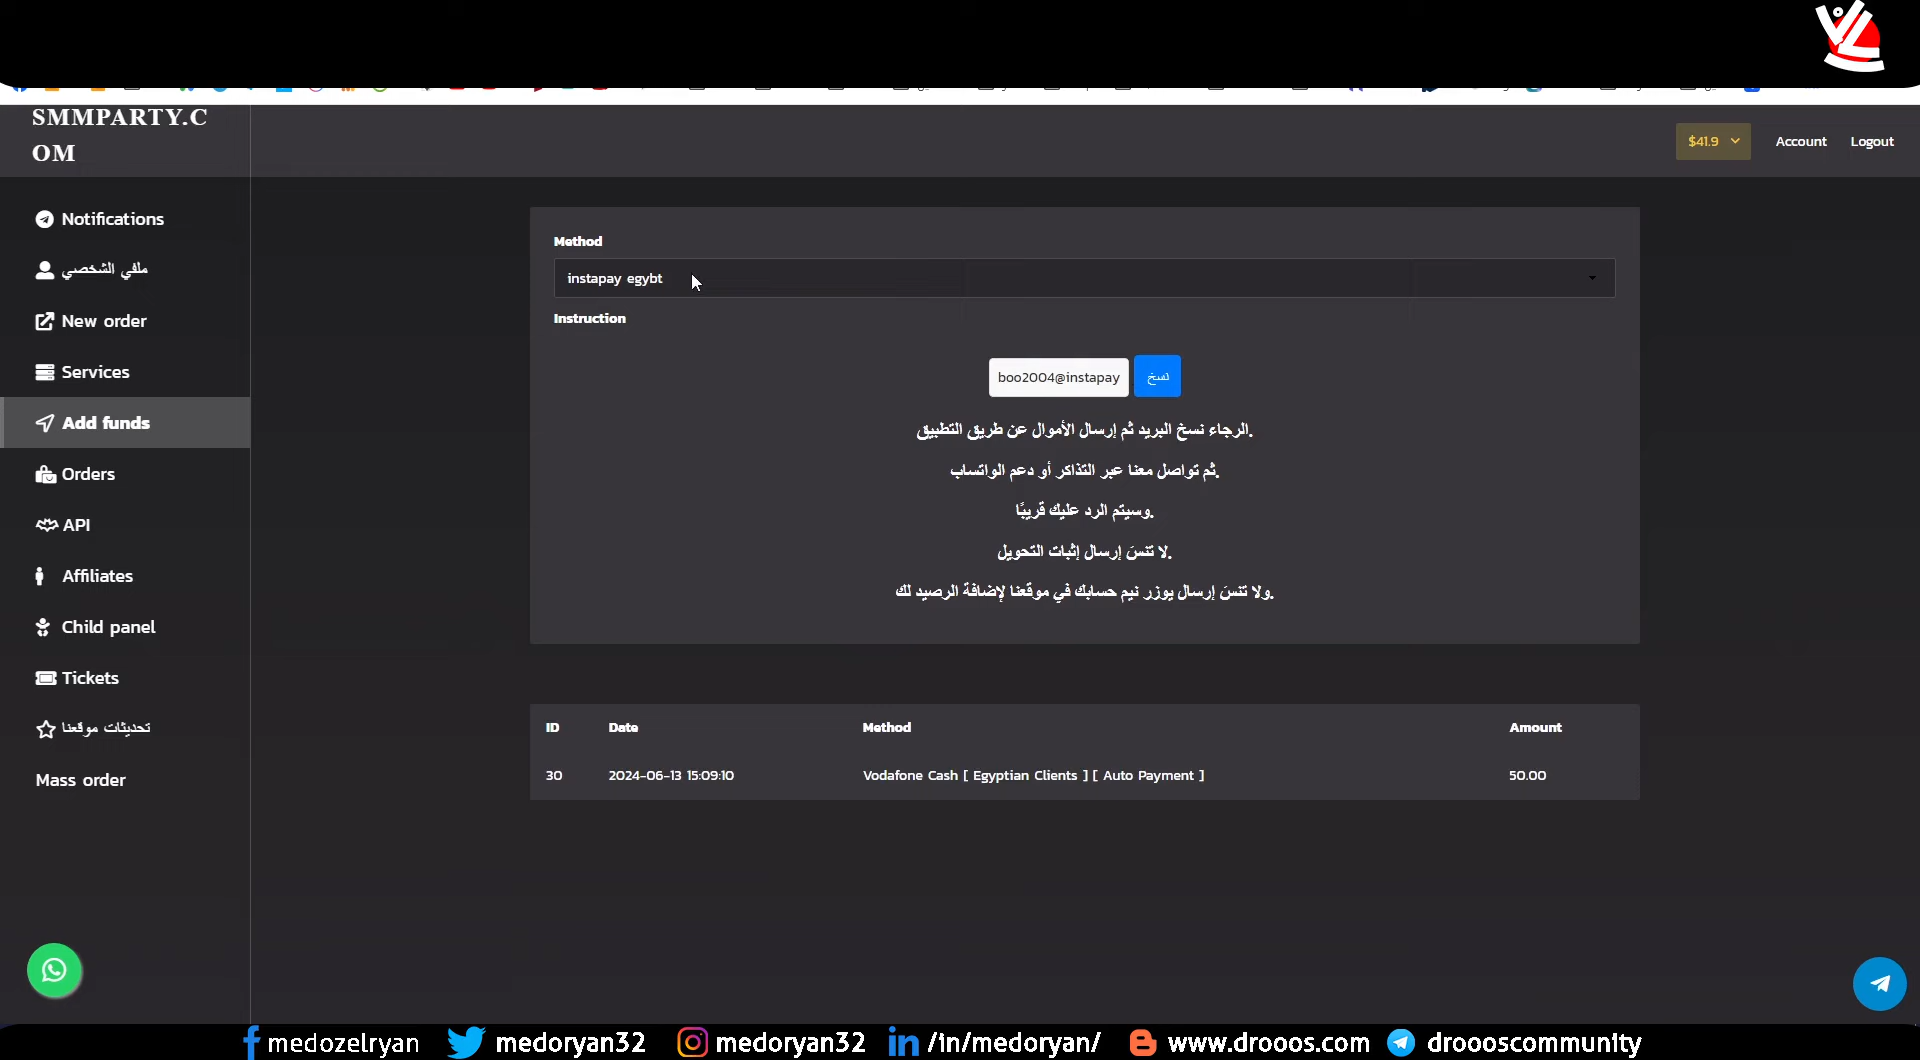 SMMPARTY.C
OM
$41.9
Account
Logout
Notifications
ملفي الشخصي
New order
Services
Add funds
Orders
API
Affiliates
Child panel
Tickets
تحديثات موقعنا
Mass order
Method
instapay egybt
Instruction
boo2004@instapay
نسخ
الرجاء نسخ البريد ثم إرسال الأموال عن طريق التطبيق.
ثم تواصل معنا عبر التذاكر أو دعم الواتساب.
وسيتم الرد عليك قريبًا.
لا تنسَ إرسال إثبات التحويل.
ولا تنسَ إرسال يوزر نيم حسابك في موقعنا لإضافة الرصيد لك.
ID Date Method Amount
30 2024-06-13 15:09:10 Vodafone Cash [ Egyptian Clients ] [ Auto Payment ] 50.00
medozelryan medoryan32 medoryan32 /in/medoryan/ www.drooos.com droooscommunity